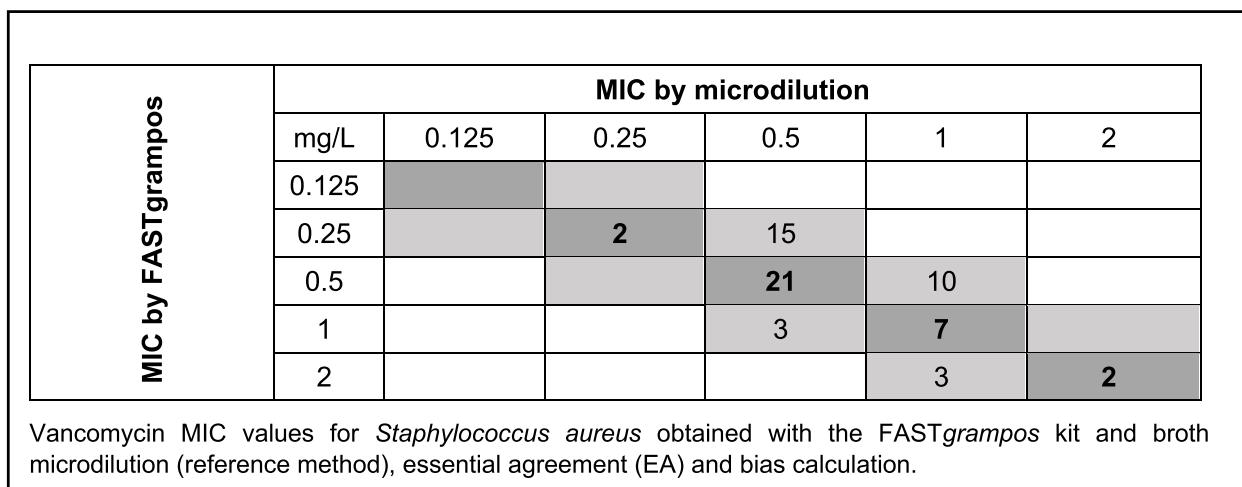 MIC by FASTgrampos
MIC by microdilution
mg/L 0.125 0.25 0.5 1 2
0.125
0.25 2 15
0.5 21 10
1 3 7
2 3 2
Vancomycin MIC values for Staphylococcus aureus obtained with the FASTgrampos kit and broth
microdilution (reference method), essential agreement (EA) and bias calculation.